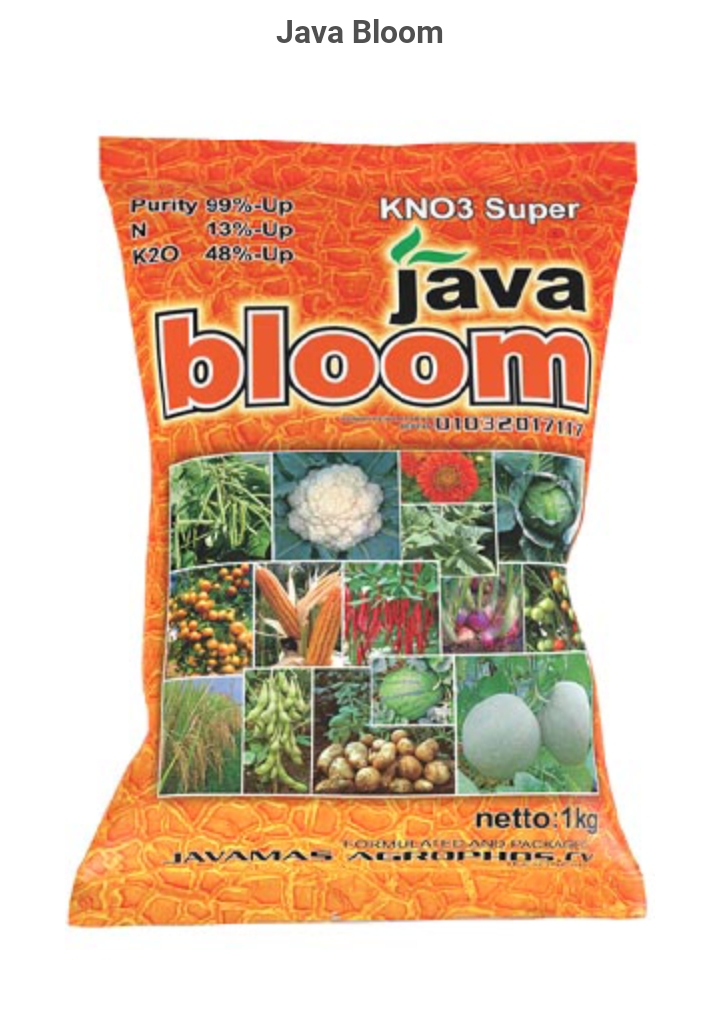 Java Bloom
Purity 99%-Up
N 13%-Up
K2O 48%-Up
KNO3 Super
java
bloom
01032017117
netto:1kg
FORMULATED AND PACKAGE
JAVAMAS AGROPHOS.CV